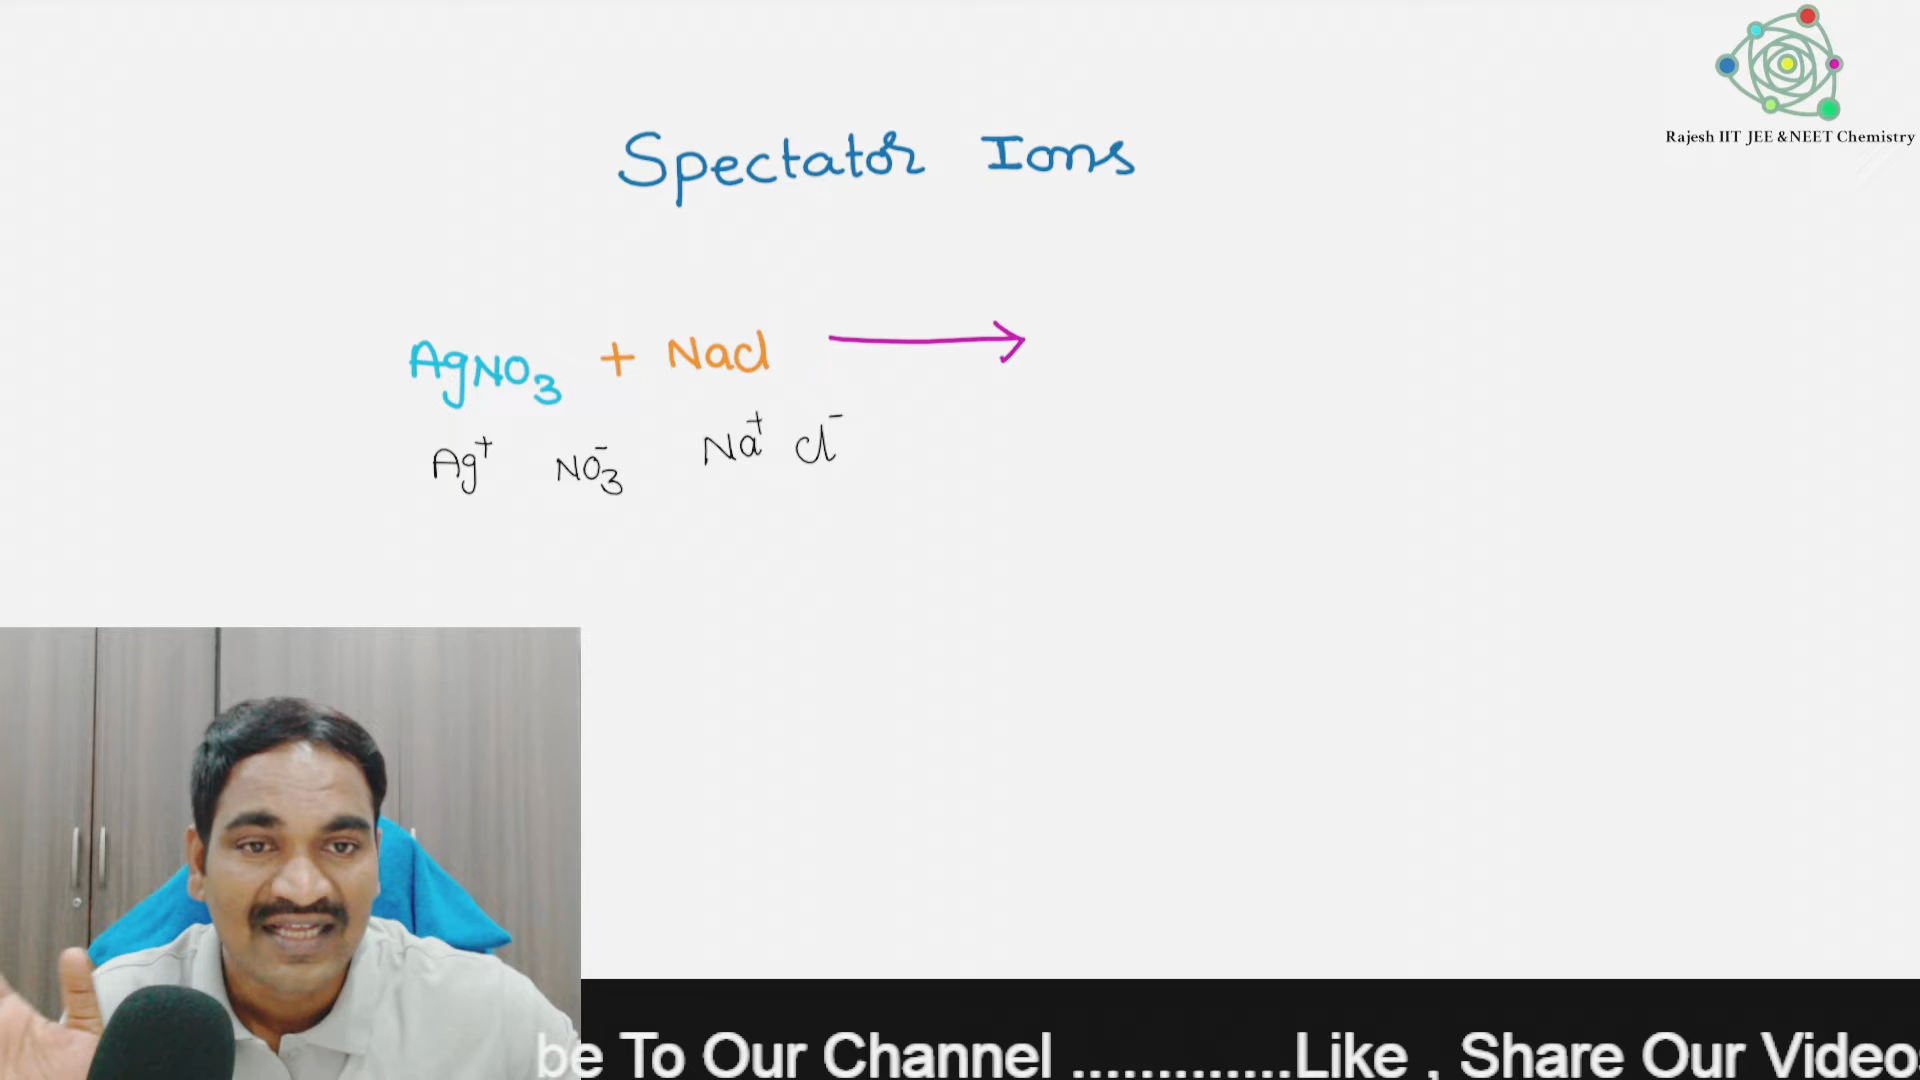 Rajesh IIT JEE &NEET Chemistry
Spectator Ions
AgNO₃ + Nacl
Ag⁺ NO₃⁻ Na⁺ Cl⁻
be To Our Channel .............Like , Share Our Videos